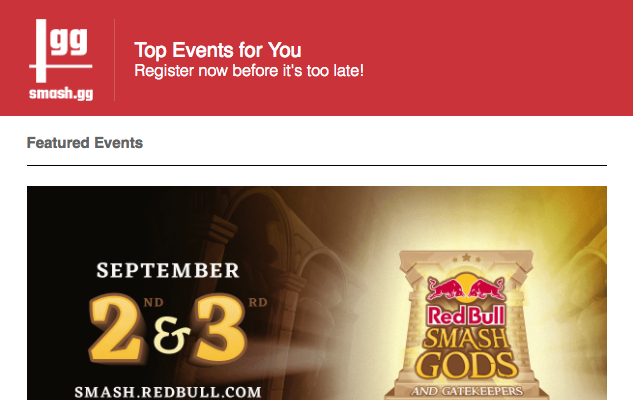 gg
smash.gg
Top Events for You
Register now before it's too late!
Featured Events
SEPTEMBER
2ND & 3RD
SMASH.REDBULL.COM
Red Bull
SMASH
GODS
AND GATEKEEPERS